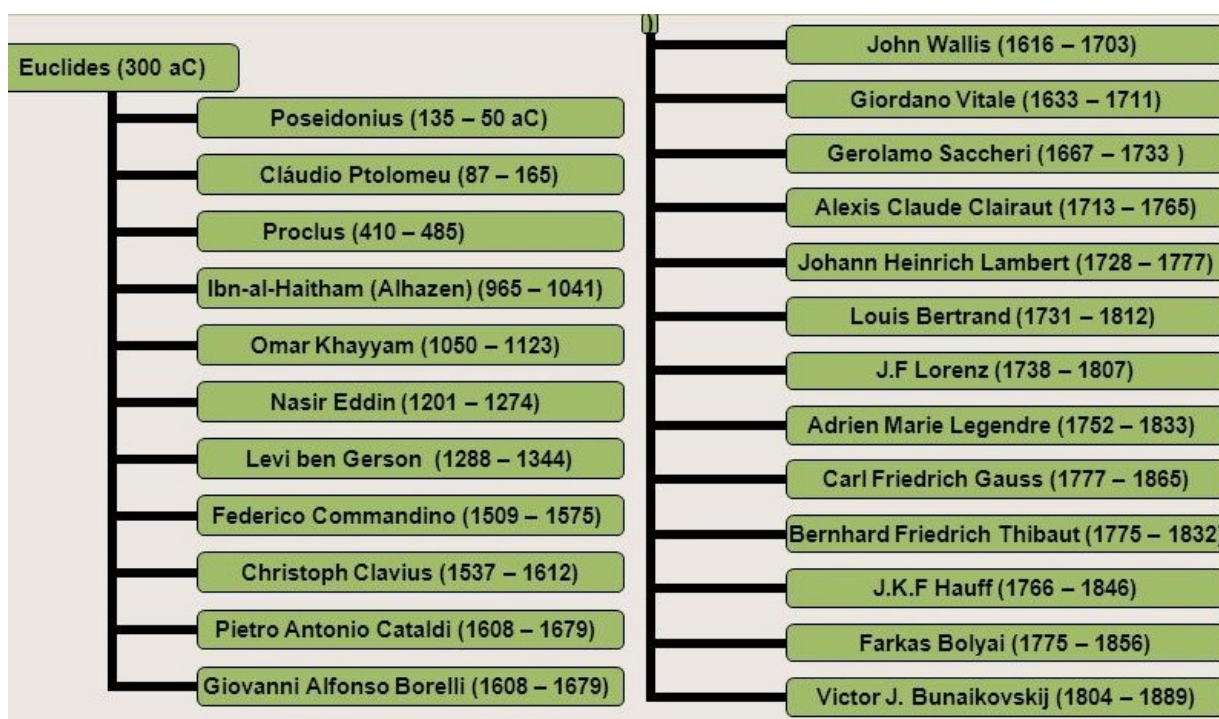 Euclides (300 aC)
Poseidonius (135 – 50 aC)
Cláudio Ptolomeu (87 – 165)
Proclus (410 – 485)
Ibn-al-Haitham (Alhazen) (965 – 1041)
Omar Khayyam (1050 – 1123)
Nasir Eddin (1201 – 1274)
Levi ben Gerson (1288 – 1344)
Federico Commandino (1509 – 1575)
Christoph Clavius (1537 – 1612)
Pietro Antonio Cataldi (1608 – 1679)
Giovanni Alfonso Borelli (1608 – 1679)
)
John Wallis (1616 – 1703)
Giordano Vitale (1633 – 1711)
Gerolamo Saccheri (1667 – 1733 )
Alexis Claude Clairaut (1713 – 1765)
Johann Heinrich Lambert (1728 – 1777)
Louis Bertrand (1731 – 1812)
J.F Lorenz (1738 – 1807)
Adrien Marie Legendre (1752 – 1833)
Carl Friedrich Gauss (1777 – 1865)
Bernhard Friedrich Thibaut (1775 – 1832)
J.K.F Hauff (1766 – 1846)
Farkas Bolyai (1775 – 1856)
Victor J. Bunaikovskij (1804 – 1889)